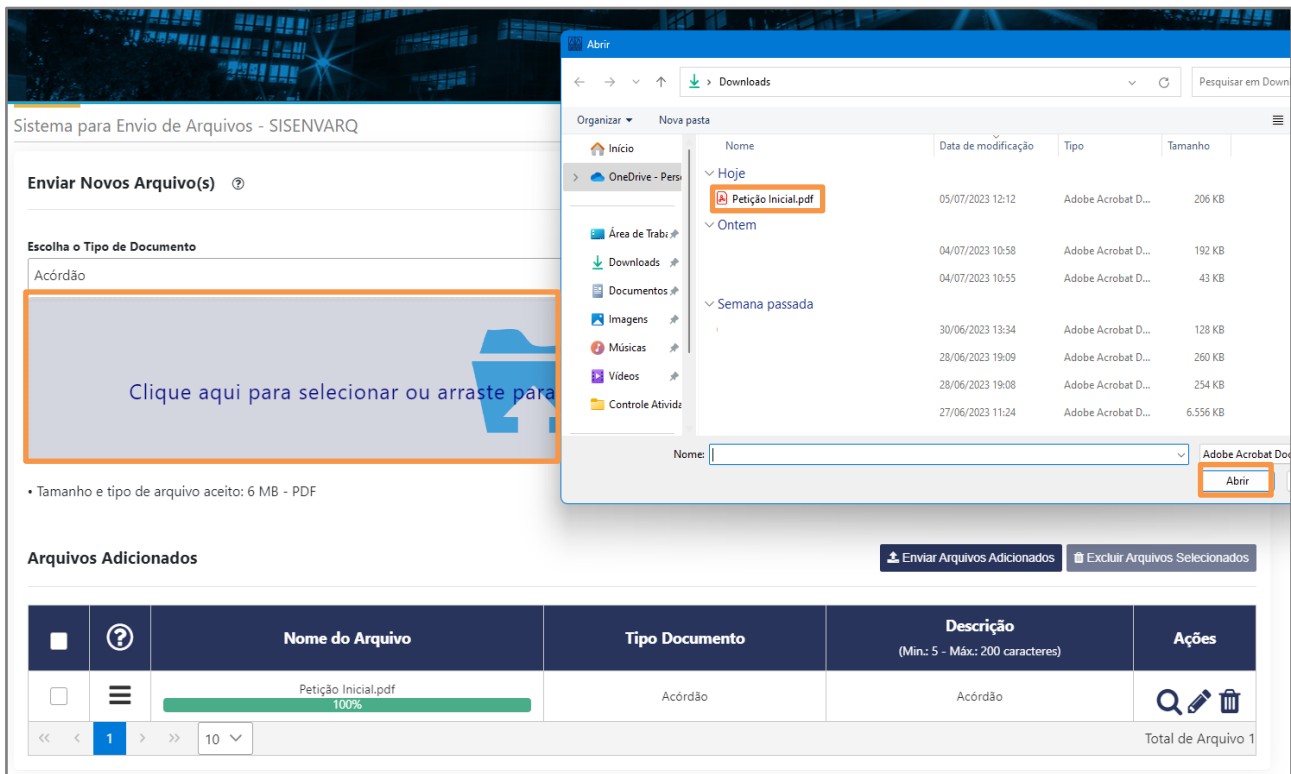 Sistema para Envio de Arquivos - SISENVARQ
Enviar Novos Arquivo(s)
Escolha o Tipo de Documento
Acórdão
Clique aqui para selecionar ou arraste para
• Tamanho e tipo de arquivo aceito: 6 MB - PDF
Abrir
Downloads
Pesquisar em Down
Organizar
Nova pasta
Início
OneDrive - Pers
Área de Traba
Downloads
Documentos
Imagens
Músicas
Vídeos
Controle Ativida
Nome Data de modificação Tipo Tamanho
Hoje
Petição Inicial.pdf 05/07/2023 12:12 Adobe Acrobat D... 206 KB
Ontem
04/07/2023 10:58 Adobe Acrobat D... 192 KB
04/07/2023 10:55 Adobe Acrobat D... 43 KB
Semana passada
30/06/2023 13:34 Adobe Acrobat D... 128 KB
28/06/2023 19:09 Adobe Acrobat D... 260 KB
28/06/2023 19:08 Adobe Acrobat D... 254 KB
27/06/2023 11:24 Adobe Acrobat D... 6.556 KB
Nome:
Adobe Acrobat Doc
Abrir
Arquivos Adicionados
Enviar Arquivos Adicionados
Excluir Arquivos Selecionados
Nome do Arquivo Tipo Documento Descrição Ações
(Min.: 5 - Máx.: 200 caracteres)
Petição Inicial.pdf
100%
Acórdão Acórdão
<< < 1 > >> 10
Total de Arquivo 1